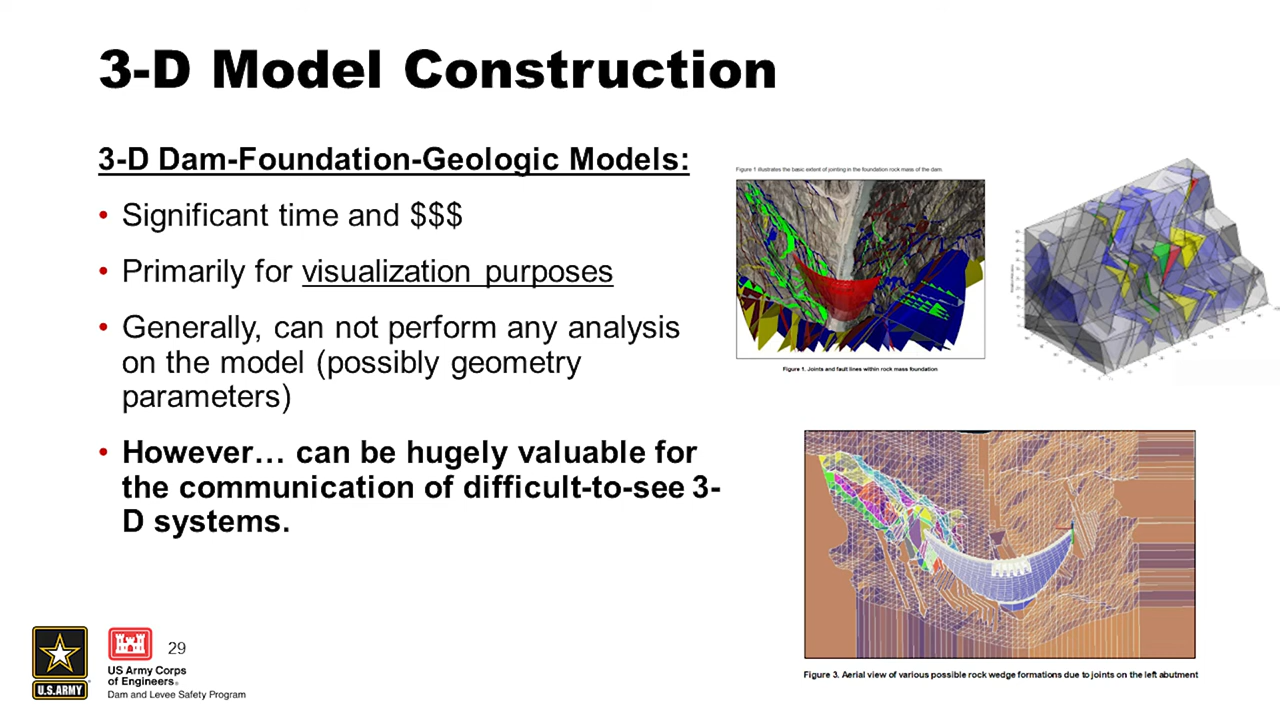 3-D Model Construction
3-D Dam-Foundation-Geologic Models:
• Significant time and $$$
• Primarily for visualization purposes
• Generally, can not perform any analysis
on the model (possibly geometry
parameters)
• However… can be hugely valuable for
the communication of difficult-to-see 3-
D systems.
Figure 1 illustrates the basic extent of jointing in the foundation rock mass of the dam
Figure 1. Joints and fault lines within rock mass foundation
Figure 3. Aerial view of various possible rock wedge formations due to joints on the left abutment
U.S.ARMY
29
US Army Corps
of Engineers®
Dam and Levee Safety Program